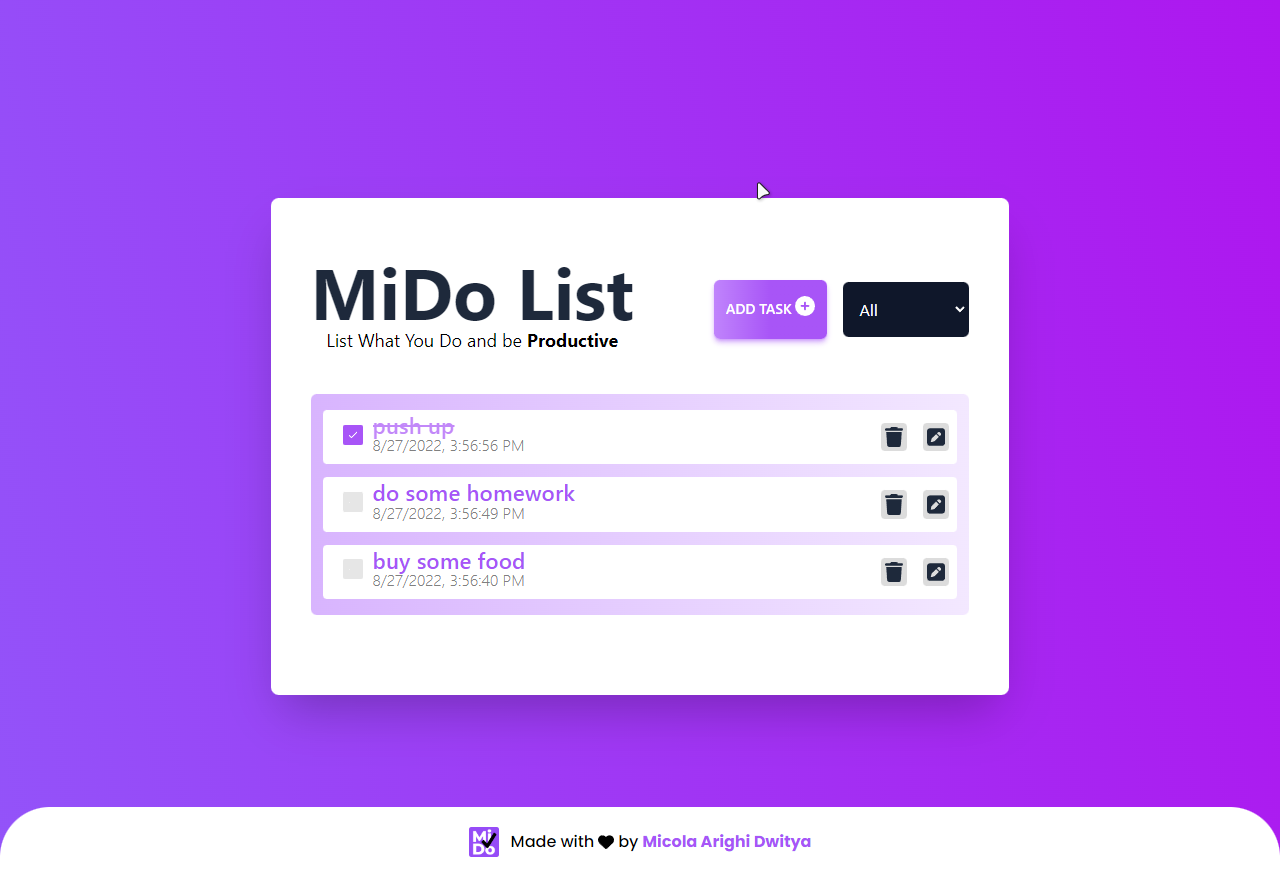 MiDo List
List What You Do and be Productive
ADD TASK
All
push up
8/27/2022, 3:56:56 PM
do some homework
8/27/2022, 3:56:49 PM
buy some food
8/27/2022, 3:56:40 PM
Mi
Do
Made with by Micola Arighi Dwitya